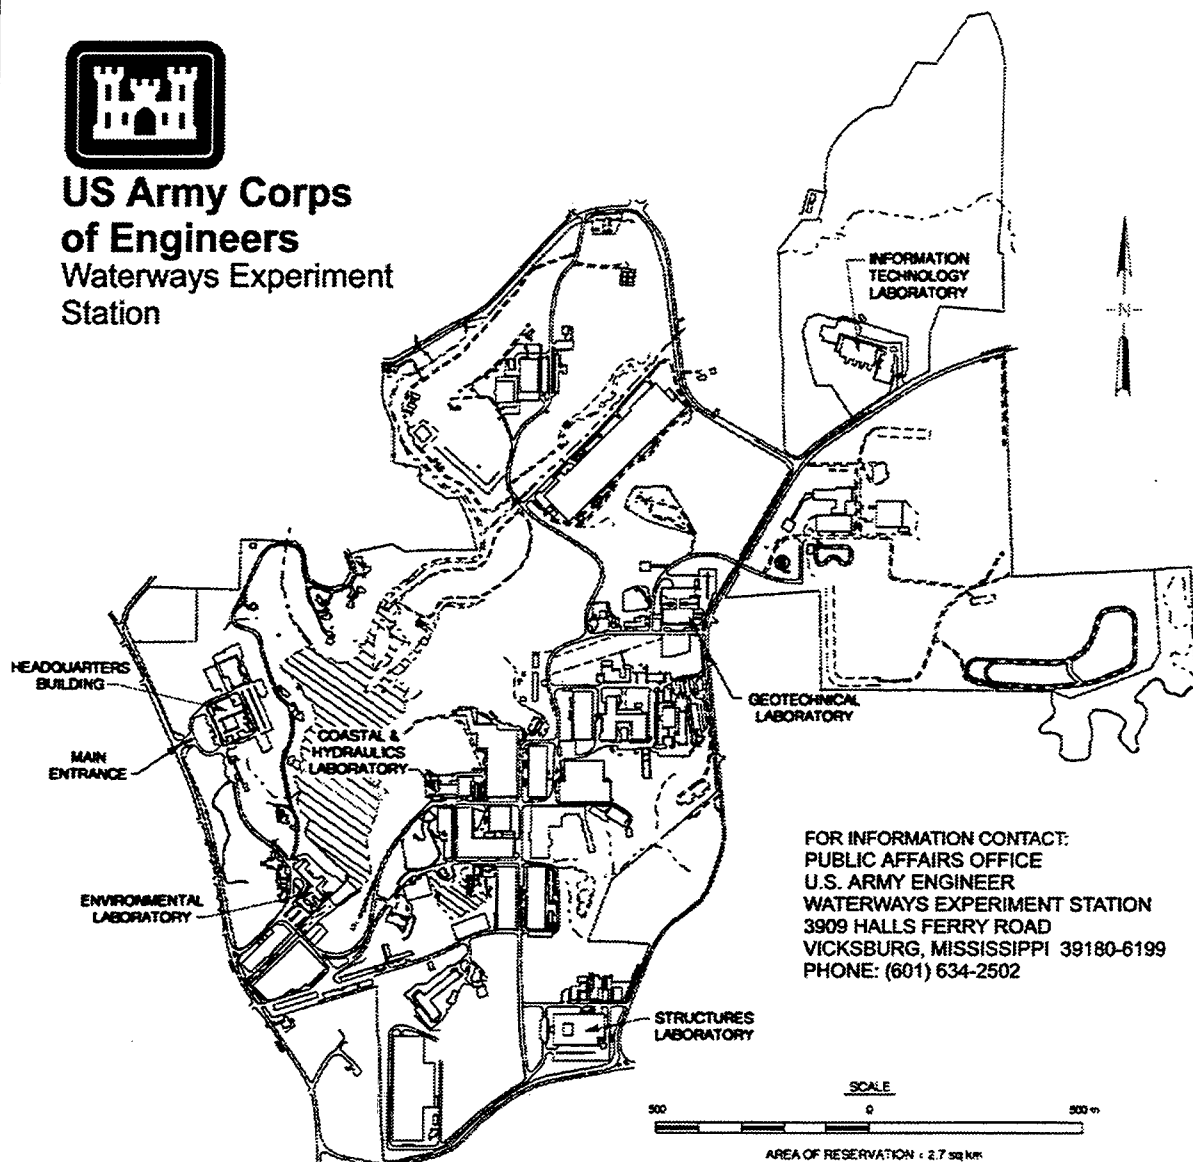 US Army Corps
of Engineers
Waterways Experiment
Station
INFORMATION
TECHNOLOGY
LABORATORY
N
HEADQUARTERS
BUILDING
MAIN
ENTRANCE
COASTAL &
HYDRAULICS
LABORATORY
GEOTECHNICAL
LABORATORY
ENVIRONMENTAL
LABORATORY
STRUCTURES
LABORATORY
FOR INFORMATION CONTACT:
PUBLIC AFFAIRS OFFICE
U.S. ARMY ENGINEER
WATERWAYS EXPERIMENT STATION
3909 HALLS FERRY ROAD
VICKSBURG, MISSISSIPPI 39180-6199
PHONE: (601) 634-2502
SCALE
500 0 500 m
AREA OF RESERVATION : 2.7 sq km